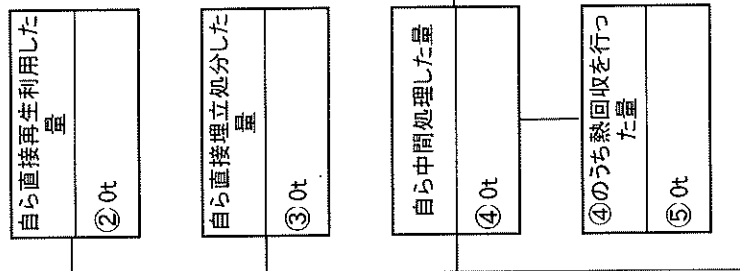 自ら直接再生利用した
量
②0t
自ら直接埋立処分した
量
③0t
自ら中間処理した量
④0t
④のうち熱回収を行っ
た量
⑤0t